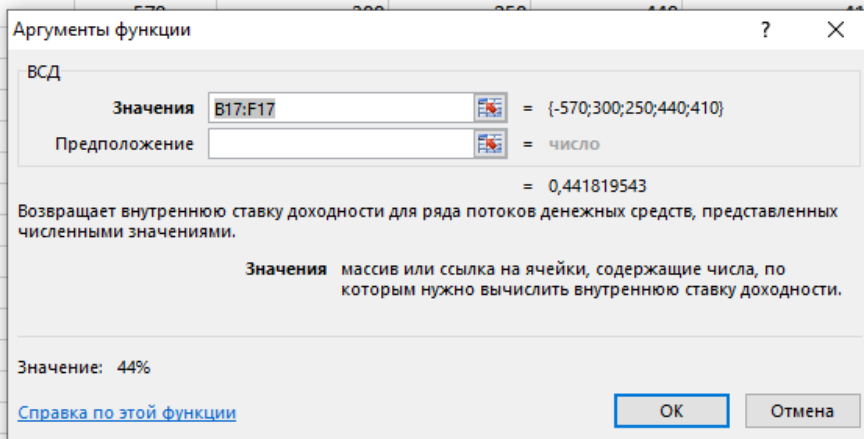 Аргументы функции ? ✕
ВСД
Значения B17:F17 = {-570;300;250;440;410}
Предположение = число
= 0,441819543
Возвращает внутреннюю ставку доходности для ряда потоков денежных средств, представленных
численными значениями.
Значения массив или ссылка на ячейки, содержащие числа, по
которым нужно вычислить внутреннюю ставку доходности.
Значение: 44%
Справка по этой функции
ОК Отмена